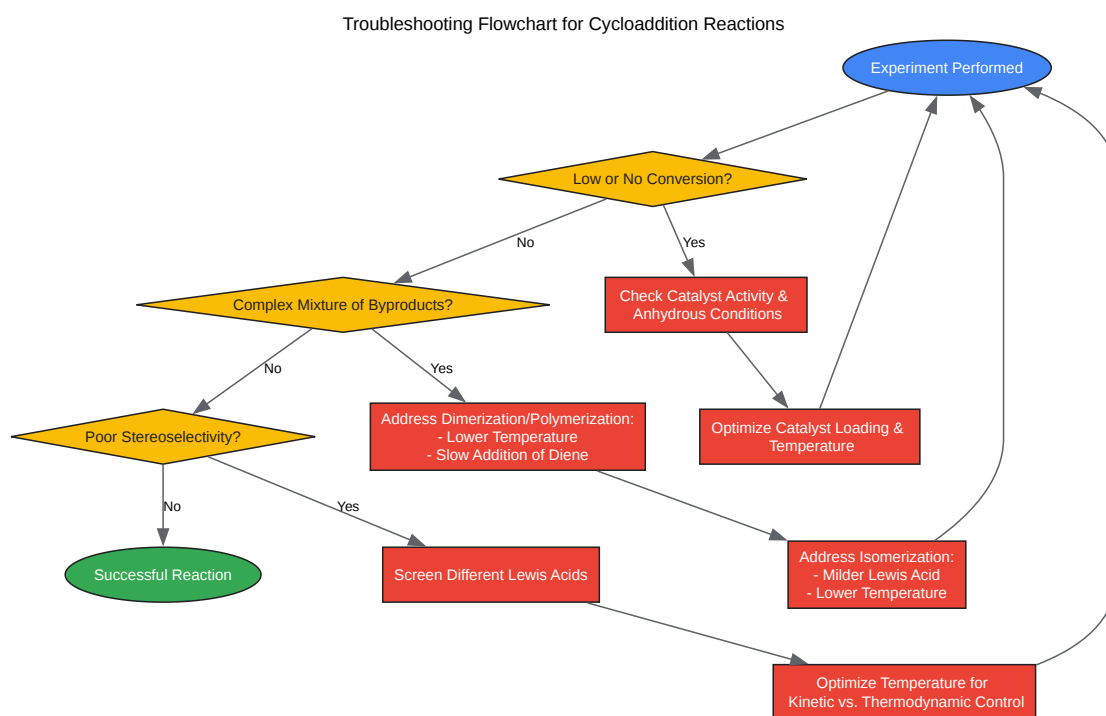 Troubleshooting Flowchart for Cycloaddition Reactions
Experiment Performed
Low or No Conversion?
No
Yes
Complex Mixture of Byproducts?
Check Catalyst Activity &
Anhydrous Conditions
No
Yes
Poor Stereoselectivity?
Address Dimerization/Polymerization:
- Lower Temperature
- Slow Addition of Diene
Optimize Catalyst Loading &
Temperature
No
Yes
Successful Reaction
Screen Different Lewis Acids
Address Isomerization:
- Milder Lewis Acid
- Lower Temperature
Optimize Temperature for
Kinetic vs. Thermodynamic Control